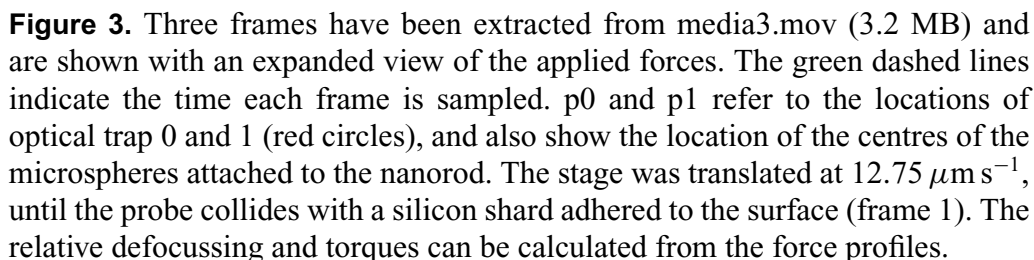 Figure 3. Three frames have been extracted from media3.mov (3.2 MB) and
are shown with an expanded view of the applied forces. The green dashed lines
indicate the time each frame is sampled. p0 and p1 refer to the locations of
optical trap 0 and 1 (red circles), and also show the location of the centres of the
microspheres attached to the nanorod. The stage was translated at 12.75 μm s⁻¹,
until the probe collides with a silicon shard adhered to the surface (frame 1). The
relative defocussing and torques can be calculated from the force profiles.